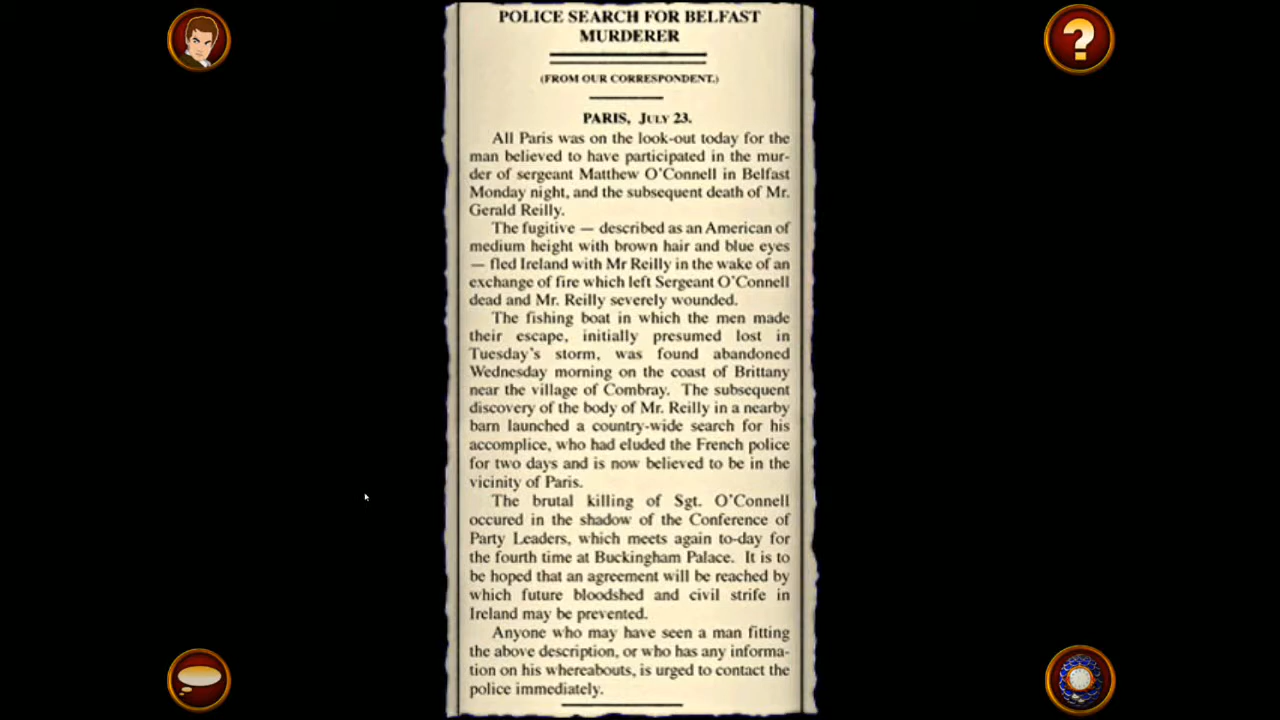 POLICE SEARCH FOR BELFAST
MURDERER
(FROM OUR CORRESPONDENT.)
PARIS, July 23.
All Paris was on the look-out today for the
man believed to have participated in the mur-
der of sergeant Matthew O'Connell in Belfast
Monday night, and the subsequent death of Mr.
Gerald Reilly.
The fugitive — described as an American of
medium height with brown hair and blue eyes
— fled Ireland with Mr Reilly in the wake of an
exchange of fire which left Sergeant O'Connell
dead and Mr. Reilly severely wounded.
The fishing boat in which the men made
their escape, initially presumed lost in
Tuesday's storm, was found abandoned
Wednesday morning on the coast of Brittany
near the village of Combray. The subsequent
discovery of the body of Mr. Reilly in a nearby
barn launched a country-wide search for his
accomplice, who had eluded the French police
for two days and is now believed to be in the
vicinity of Paris.
The brutal killing of Sgt. O'Connell
occured in the shadow of the Conference of
Party Leaders, which meets again to-day for
the fourth time at Buckingham Palace. It is to
be hoped that an agreement will be reached by
which future bloodshed and civil strife in
Ireland may be prevented.
Anyone who may have seen a man fitting
the above description, or who has any informa-
tion on his whereabouts, is urged to contact the
police immediately.
?